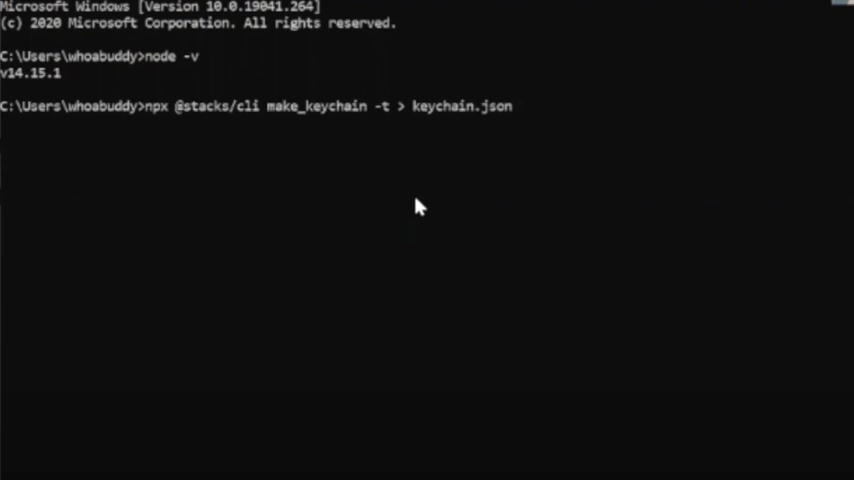 Microsoft Windows [Version 10.0.19041.264]
(c) 2020 Microsoft Corporation. All rights reserved.
C:\Users\whoabuddy>node -v
v14.15.1
C:\Users\whoabuddy>npx @stacks/cli make_keychain -t > keychain.json